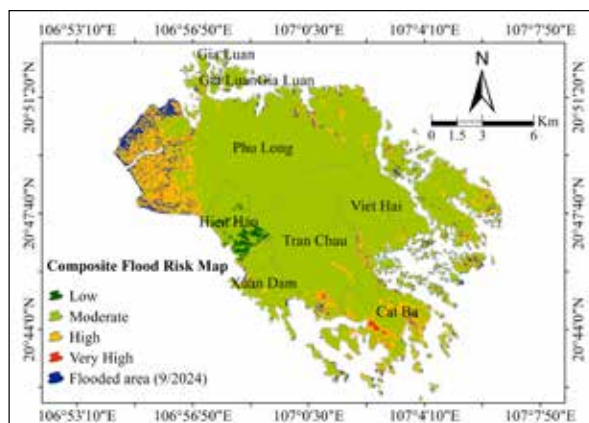 106°53'10"E 106°56'50"E 107°0'30"E 107°4'10"E 107°7'50"E
Gia Luan
N
20°51'20"N
Gia Luan Gia Luan
20°51'20"N
Km
0 1.5 3 6
Phu Long
Viet Hai
20°47'40"N
Hien Hao
20°47'40"N
Tran Chau
Composite Flood Risk Map
Xuan Dam
Low
Moderate
Cat Ba
20°44'0"N
High
20°44'0"N
Very High
Flooded area (9/2024)
106°53'10"E 106°56'50"E 107°0'30"E 107°4'10"E 107°7'50"E